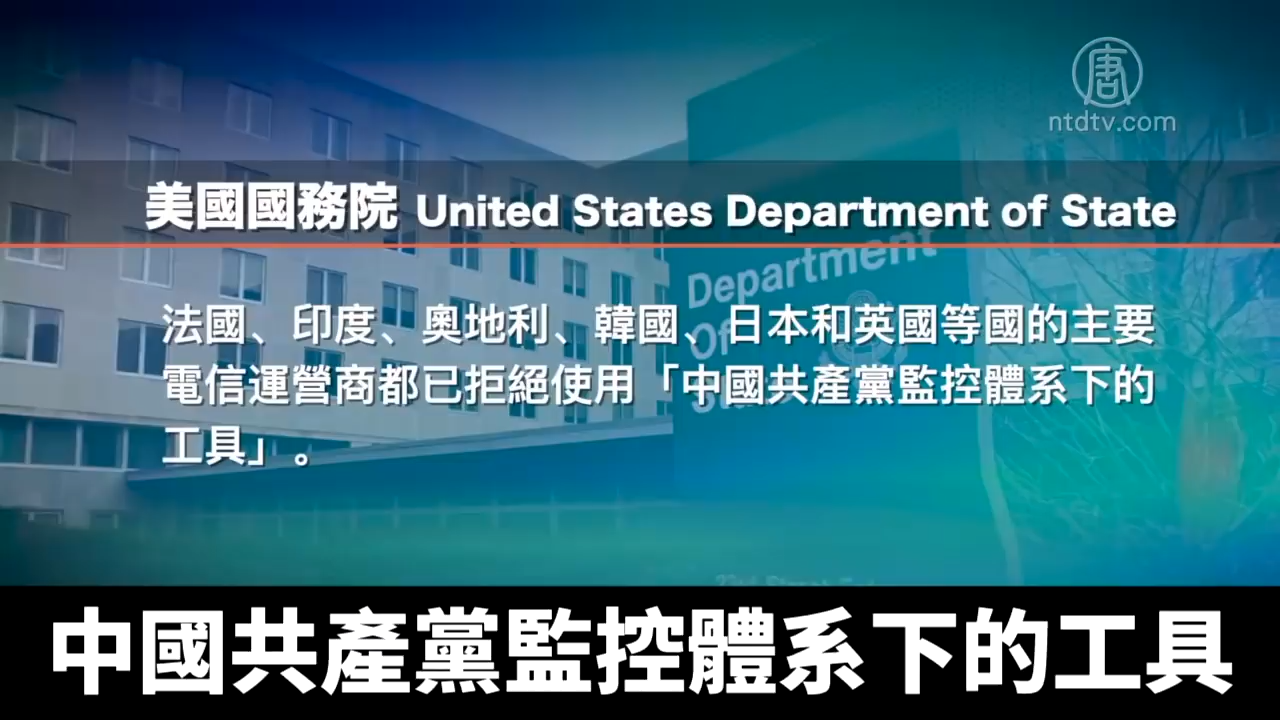 唐
ntdtv.com
美國國務院 United States Department of State
Department
Of
法國、印度、奧地利、韓國、日本和英國等國的主要
電信運營商都已拒絕使用「中國共產黨監控體系下的
工具」。
中國共產黨監控體系下的工具